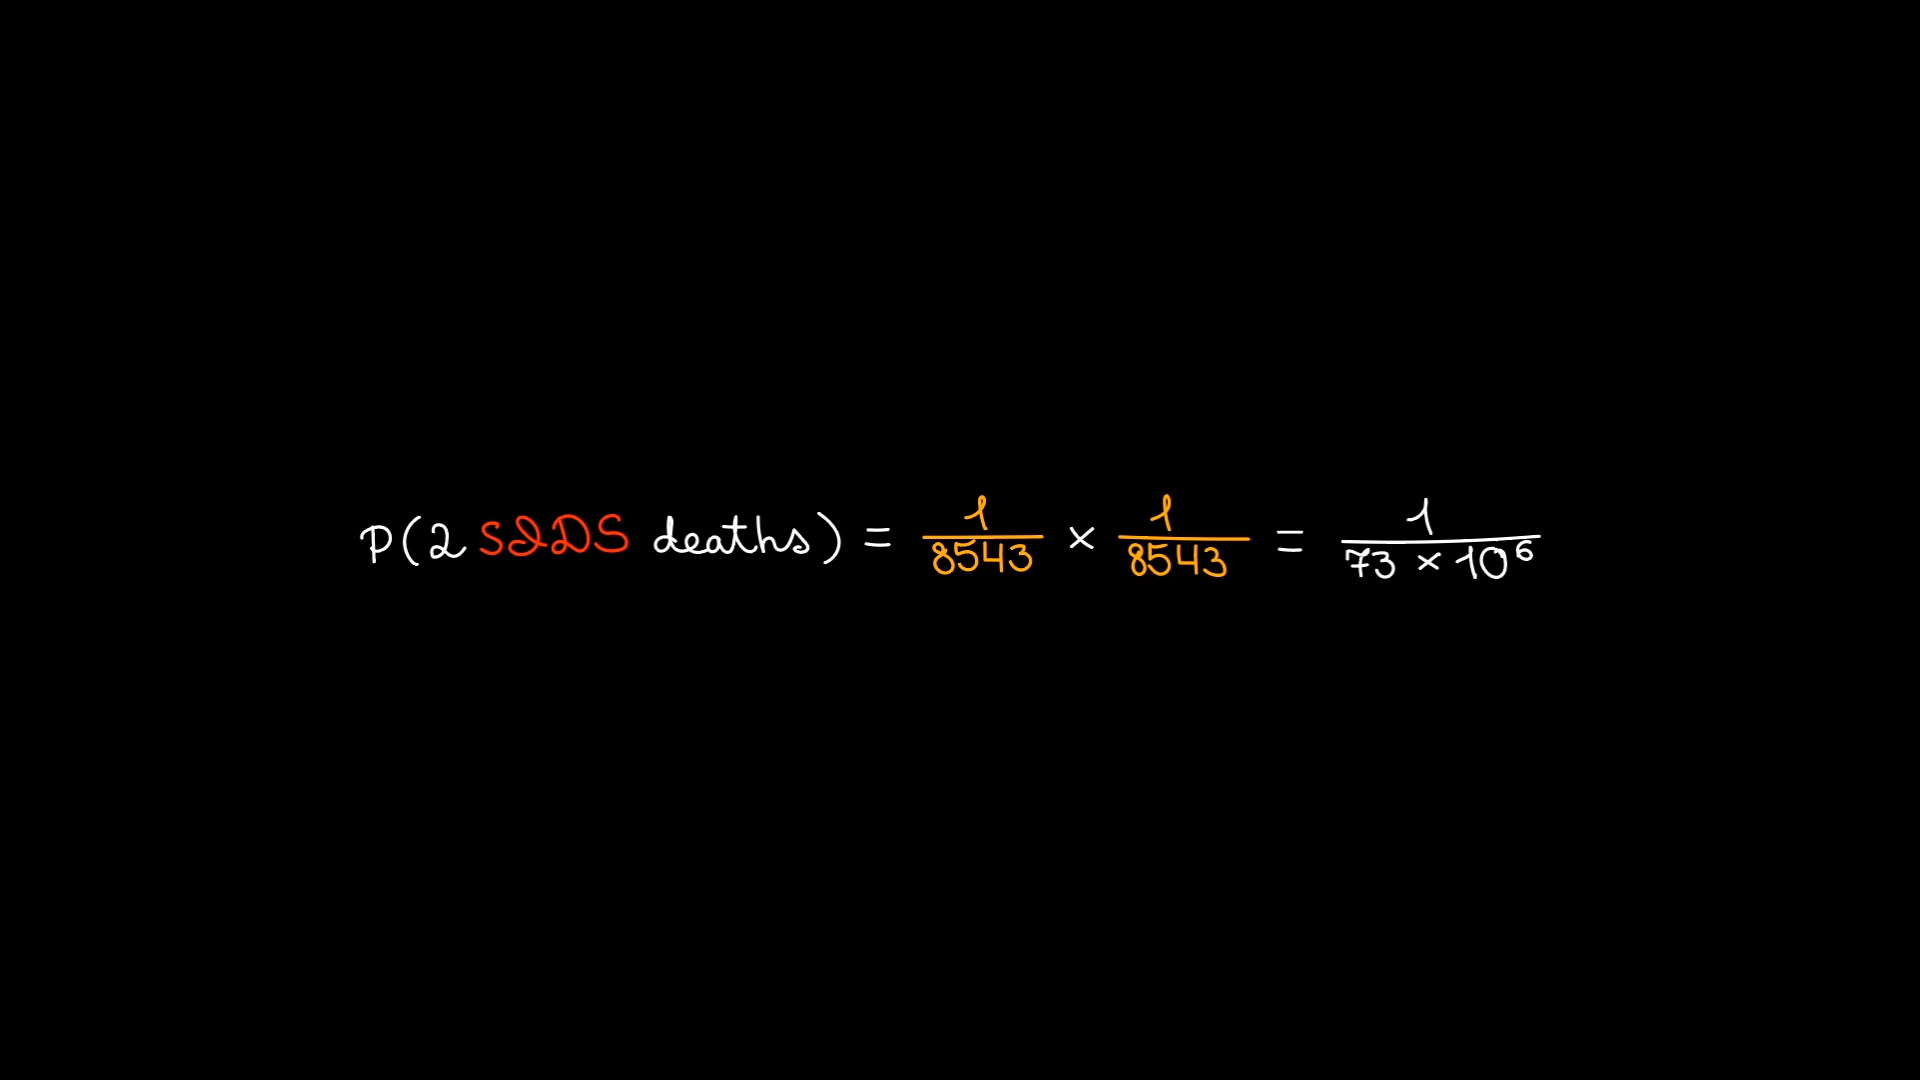 P(2 SIDS deaths) = 1/8543 × 1/8543 = 1/73 × 10⁶